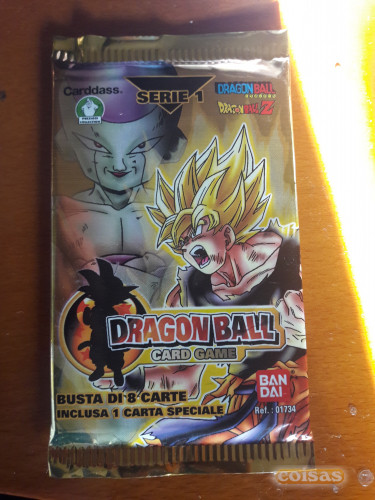 Carddass
SERIE 1
DRAGON BALL
DRAGON BALL Z
DRAGON BALL
CARD GAME
BUSTA DI 8 CARTE
INCLUSA 1 CARTA SPECIALE
BAN
DAI
Ref.: 01734
coisas